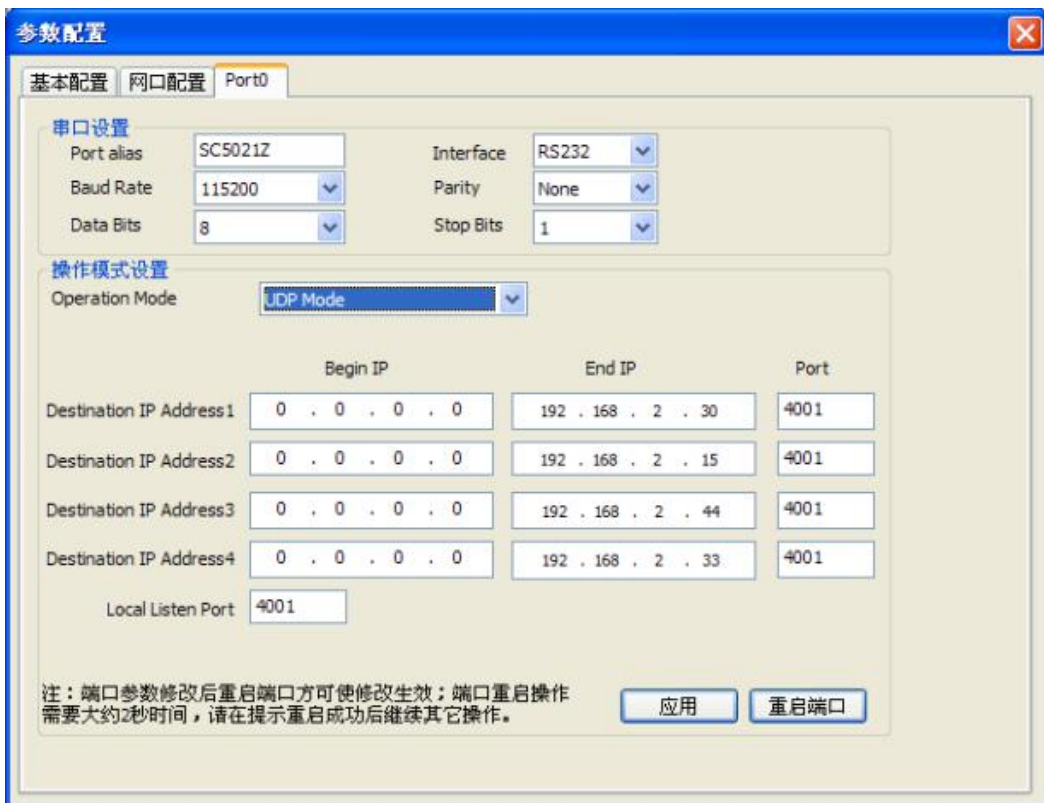 参数配置
基本配置 网口配置 Port0
串口设置
Port alias SC5021Z Interface RS232
Baud Rate 115200 Parity None
Data Bits 8 Stop Bits 1
操作模式设置
Operation Mode UDP Mode
Begin IP End IP Port
Destination IP Address1 0 . 0 . 0 . 0 192 . 168 . 2 . 30 4001
Destination IP Address2 0 . 0 . 0 . 0 192 . 168 . 2 . 15 4001
Destination IP Address3 0 . 0 . 0 . 0 192 . 168 . 2 . 44 4001
Destination IP Address4 0 . 0 . 0 . 0 192 . 168 . 2 . 33 4001
Local Listen Port 4001
注：端口参数修改后重启端口方可使修改生效；端口重启操作
需要大约2秒时间，请在提示重启成功后继续其它操作。
应用 重启端口